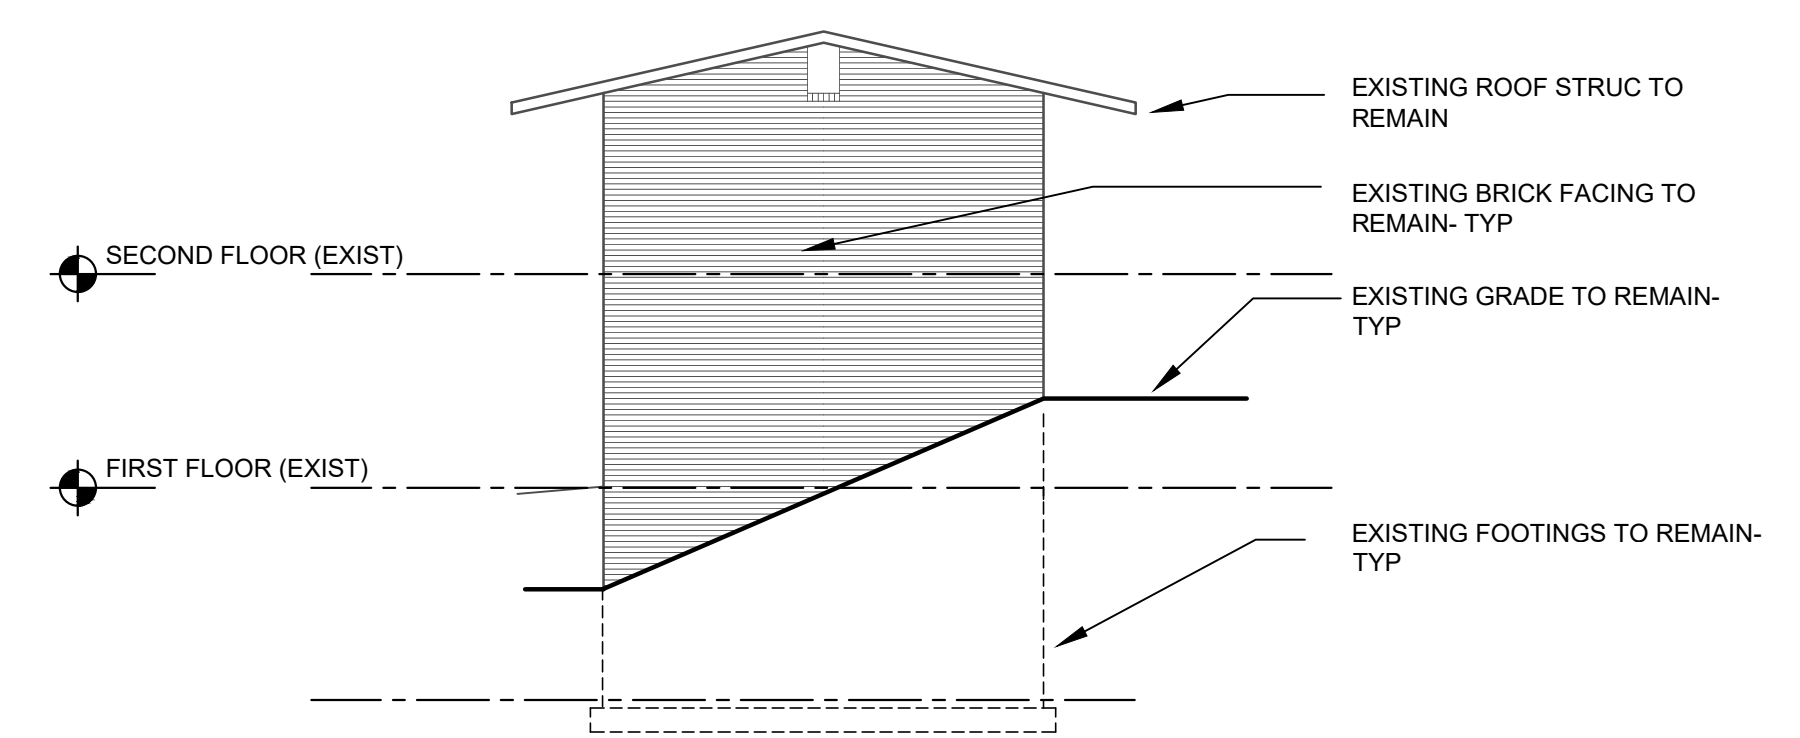 EXISTING ROOF STRUC TO
REMAIN
EXISTING BRICK FACING TO
REMAIN- TYP
SECOND FLOOR (EXIST)
EXISTING GRADE TO REMAIN-
TYP
FIRST FLOOR (EXIST)
EXISTING FOOTINGS TO REMAIN-
TYP